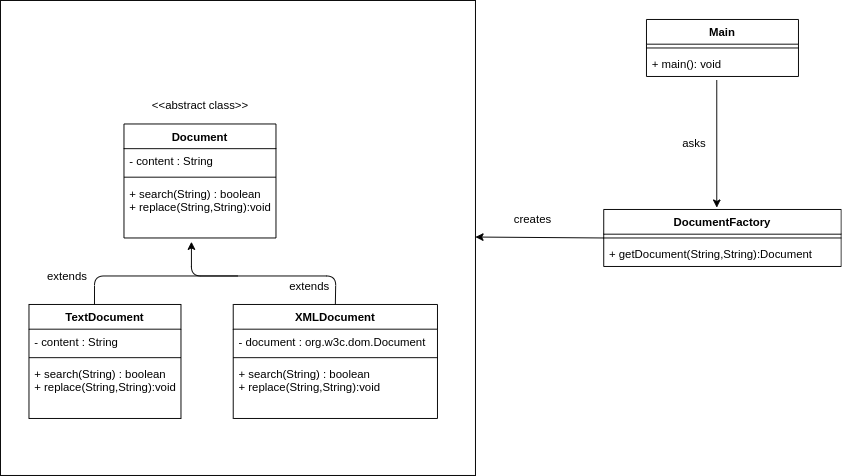 Main
+ main(): void
<<abstract class>>
Document
- content : String
+ search(String) : boolean
+ replace(String,String):void
asks
creates
DocumentFactory
+ getDocument(String,String):Document
extends
extends
TextDocument
- content : String
+ search(String) : boolean
+ replace(String,String):void
XMLDocument
- document : org.w3c.dom.Document
+ search(String) : boolean
+ replace(String,String):void